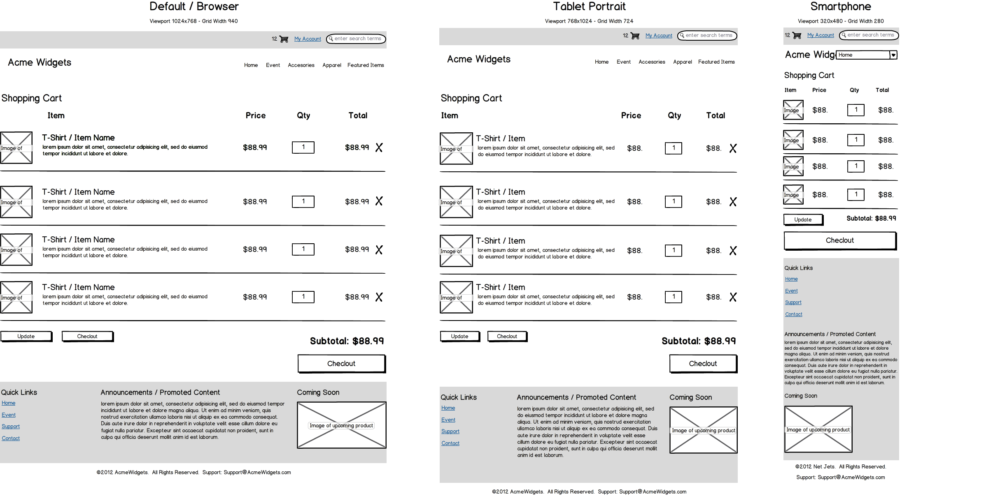 Default / Browser
Viewport 1024x768 - Grid Width 940
12 My Account enter search terms
Acme Widgets
Home Event Accesories Apparel Featured Items
Shopping Cart
Item Price Qty Total
T-Shirt / Item Name
Image of lorem ipsum dolor sit amet, consectetur adipisicing elit, sed do eiusmod $88.99 1 $88.99 X
tempor incididunt ut labore et dolore.
T-Shirt / Item Name
Image of lorem ipsum dolor sit amet, consectetur adipisicing elit, sed do eiusmod $88.99 1 $88.99 X
tempor incididunt ut labore et dolore.
T-Shirt / Item Name
Image of lorem ipsum dolor sit amet, consectetur adipisicing elit, sed do eiusmod $88.99 1 $88.99 X
tempor incididunt ut labore et dolore.
T-Shirt / Item Name
Image of lorem ipsum dolor sit amet, consectetur adipisicing elit, sed do eiusmod $88.99 1 $88.99 X
tempor incididunt ut labore et dolore.
Update Checlout
Subtotal: $88.99
Checlout
Quick Links
Home
Event
Support
Contact
Announcements / Promoted Content
lorem ipsum dolor sit amet, consectetur adipisicing elit, sed do eiusmod tempor
incididunt ut labore et dolore magna aliqua. Ut enim ad minim veniam, quis
nostrud exercitation ullamco laboris nisi ut aliquip ex ea commodo consequat.
Duis aute irure dolor in reprehenderit in voluptate velit esse cillum dolore eu
fugiat nulla pariatur. Excepteur sint occaecat cupidatat non proident, sunt in
culpa qui officia deserunt mollit anim id est laborum.
Coming Soon
Image of upcoming product
©2012 AcmeWidgets. All Rights Reserved. Support: Support@AcmeWidgets.com
Tablet Portrait
Viewport 768x1024 - Grid Width 724
12 My Account enter search terms
Acme Widgets
Home Event Accesories Apparel Featured Items
Shopping Cart
Item Price Qty Total
T-Shirt / Item
Image of lorem ipsum dolor sit amet, consectetur adipisicing elit, sed $88. 1 $88. X
do eiusmod tempor incididunt ut labore et dolore.
T-Shirt / Item
Image of lorem ipsum dolor sit amet, consectetur adipisicing elit, sed $88. 1 $88. X
do eiusmod tempor incididunt ut labore et dolore.
T-Shirt / Item
Image of lorem ipsum dolor sit amet, consectetur adipisicing elit, sed $88. 1 $88. X
do eiusmod tempor incididunt ut labore et dolore.
T-Shirt / Item
Image of lorem ipsum dolor sit amet, consectetur adipisicing elit, sed $88. 1 $88. X
do eiusmod tempor incididunt ut labore et dolore.
Update Checlout
Subtotal: $88.99
Checlout
Quick Links
Home
Event
Support
Contact
Announcements / Promoted Content
lorem ipsum dolor sit amet, consectetur adipisicing elit, sed
do eiusmod tempor incididunt ut labore et dolore magna
aliqua. Ut enim ad minim veniam, quis nostrud exercitation
ullamco laboris nisi ut aliquip ex ea commodo consequat. Duis
aute irure dolor in reprehenderit in voluptate velit esse
cillum dolore eu fugiat nulla pariatur. Excepteur sint occaecat
cupidatat non proident, sunt in culpa qui officia deserunt mollit
anim id est laborum.
Coming Soon
Image of upcoming product
©2012 AcmeWidgets. All Rights Reserved. Support: Support@AcmeWidgets.com
Smartphone
Viewport 320x480 - Grid Width 280
12 My Account enter search terms
Acme Widg Home
Shopping Cart
Item Price Qty Total
Image $88. 1 $88.
Image $88. 1 $88.
Image $88. 1 $88.
Image $88. 1 $88.
Update Subtotal: $88.99
Checlout
Quick Links
Home
Event
Support
Contact
Announcements / Promoted Content
lorem ipsum dolor sit amet, consectetur adipisicing elit,
sed do eiusmod tempor incididunt ut labore et dolore
magna aliqua. Ut enim ad minim veniam, quis nostrud
exercitation ullamco laboris nisi ut aliquip ex ea commodo
consequat. Duis aute irure dolor in reprehenderit in
voluptate velit esse cillum dolore eu fugiat nulla pariatur.
Excepteur sint occaecat cupidatat non proident, sunt in
culpa qui officia deserunt mollit anim id est laborum.
Coming Soon
Image of upcoming product
©2012 Net Jets. All Rights Reserved.
Support: Support@AcmeWidgets.com